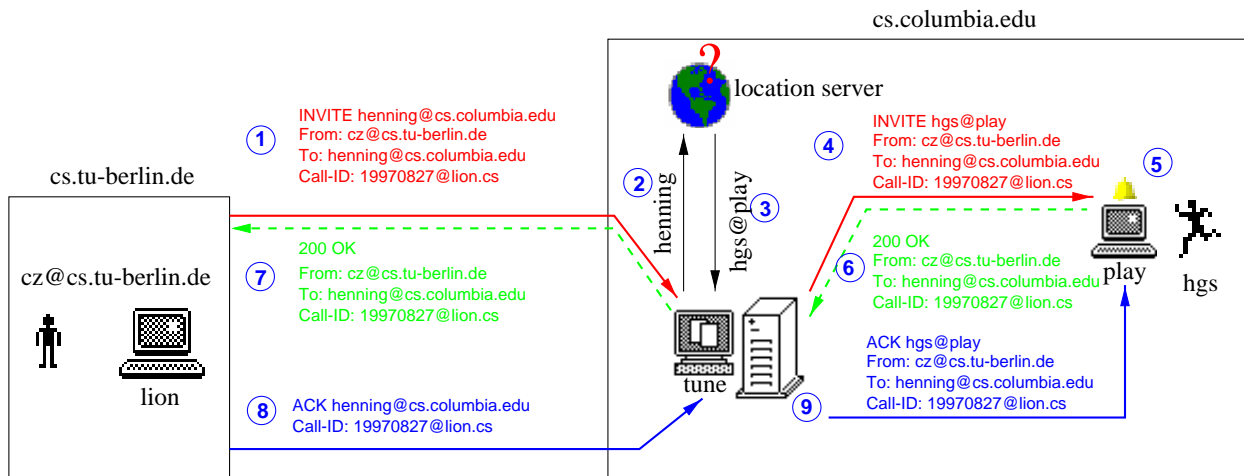 cs.columbia.edu
?
location server
1
INVITE henning@cs.columbia.edu
From: cz@cs.tu-berlin.de
To: henning@cs.columbia.edu
Call-ID: 19970827@lion.cs
4
INVITE hgs@play
From: cz@cs.tu-berlin.de
To: henning@cs.columbia.edu
Call-ID: 19970827@lion.cs
5
cs.tu-berlin.de
2
henning
hgs@play
3
cz@cs.tu-berlin.de
lion
7
200 OK
From: cz@cs.tu-berlin.de
To: henning@cs.columbia.edu
Call-ID: 19970827@lion.cs
6
200 OK
From: cz@cs.tu-berlin.de
To: henning@cs.columbia.edu
Call-ID: 19970827@lion.cs
play
hgs
tune
8
ACK henning@cs.columbia.edu
Call-ID: 19970827@lion.cs
9
ACK hgs@play
From: cz@cs.tu-berlin.de
To: henning@cs.columbia.edu
Call-ID: 19970827@lion.cs